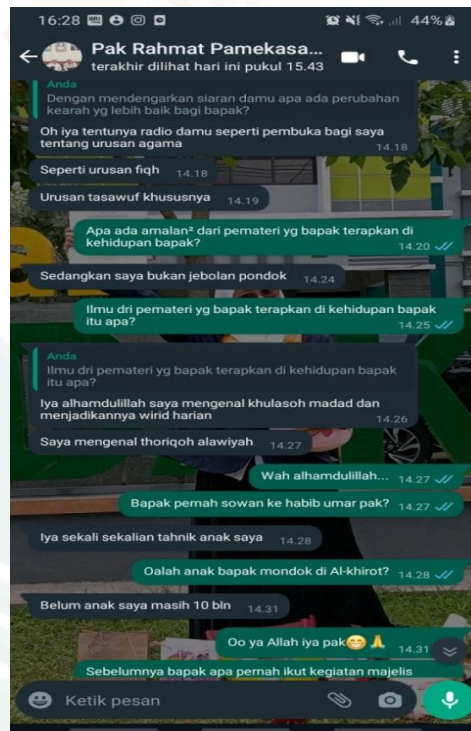 16:28
44%
Pak Rahmat Pamekasa...
terakhir dilihat hari ini pukul 15.43
Anda
Dengan mendengarkan siaran damu apa ada perubahan
kearah yg lebih baik bagi bapak?
Oh iya tentunya radio damu seperti pembuka bagi saya
tentang urusan agama
14.18
Seperti urusan fiqh 14.18
Urusan tasawuf khususnya 14.19
Apa ada amalan² dari pemateri yg bapak terapkan di
kehidupan bapak?
14.20
Sedangkan saya bukan jebolan pondok 14.24
Ilmu dri pemateri yg bapak terapkan di kehidupan bapak
itu apa?
14.25
Anda
Ilmu dri pemateri yg bapak terapkan di kehidupan bapak
itu apa?
Iya alhamdulillah saya mengenal khulasoh madad dan
menjadikannya wirid harian
14.26
Saya mengenal thoriqoh alawiyah 14.27
Wah alhamdulillah... 14.27
Bapak pernah sowan ke habib umar pak? 14.27
Iya sekali sekalian tahnik anak saya 14.28
Oalah anak bapak mondok di Al-khirot? 14.28
Belum anak saya masih 10 bln 14.31
Oo ya Allah iya pak😁🙏 14.31
Sebelumnya bapak apa pernah ikut kegiatan majelis
Ketik pesan